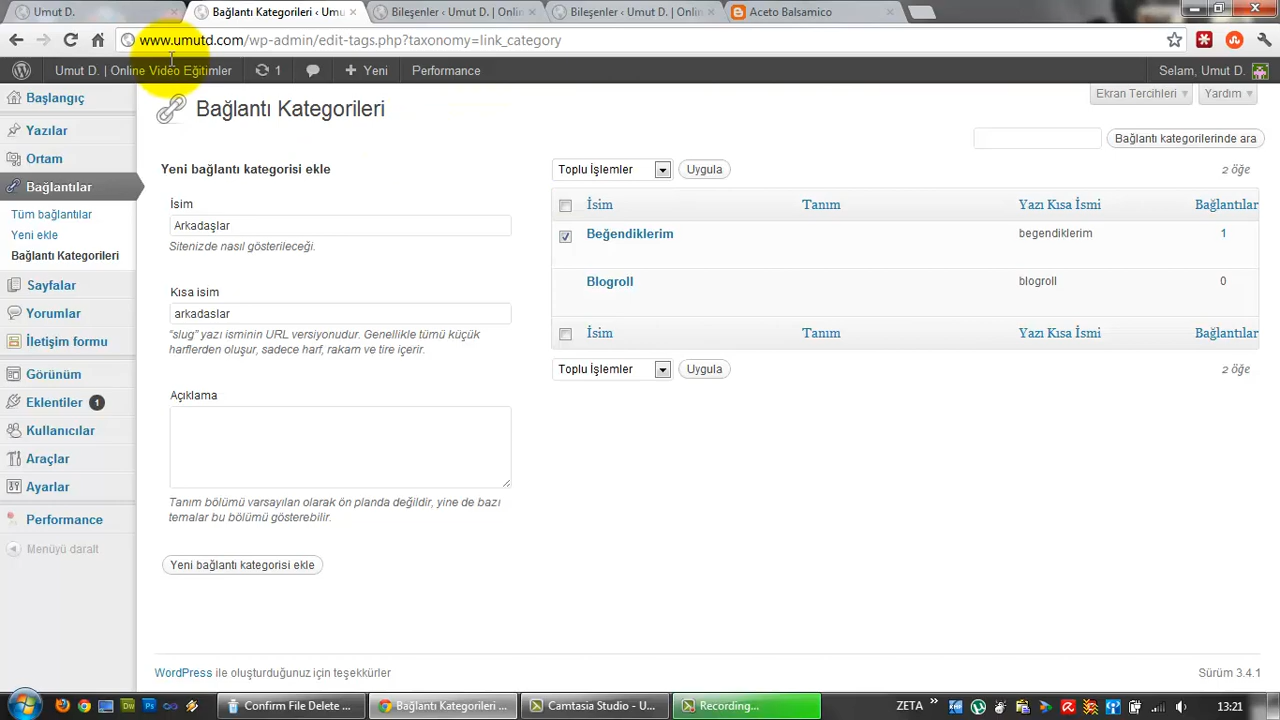 Umut D.
Bağlantı Kategorileri ‹ Umu
Bileşenler ‹ Umut D. | Onlin
Bileşenler ‹ Umut D. | Onlin
Aceto Balsamico
www.umutd.com/wp-admin/edit-tags.php?taxonomy=link_category
Umut D. | Online Video Eğitimler
1
Yeni
Performance
Selam, Umut D.
Başlangıç
Yazılar
Ortam
Bağlantılar
Tüm bağlantılar
Yeni ekle
Bağlantı Kategorileri
Sayfalar
Yorumlar
İletişim formu
Görünüm
Eklentiler 1
Kullanıcılar
Araçlar
Ayarlar
Performance
Menüyü daralt
Ekran Tercihleri
Yardım
Bağlantı Kategorileri
Bağlantı kategorilerinde ara
Yeni bağlantı kategorisi ekle
İsim
Arkadaşlar
Sitenizde nasıl gösterileceği.
Kısa isim
arkadaslar
“slug” yazı isminin URL versiyonudur. Genellikle tümü küçük
harflerden oluşur, sadece harf, rakam ve tire içerir.
Açıklama
Tanım bölümü varsayılan olarak ön planda değildir, yine de bazı
temalar bu bölümü gösterebilir.
Yeni bağlantı kategorisi ekle
Toplu İşlemler
Uygula
2 öğe
İsim Tanım Yazı Kısa İsmi Bağlantılar
Beğendiklerim begendiklerim 1
Blogroll blogroll 0
İsim Tanım Yazı Kısa İsmi Bağlantılar
Toplu İşlemler
Uygula
2 öğe
WordPress ile oluşturduğunuz için teşekkürler
Sürüm 3.4.1
Confirm File Delete ...
Bağlantı Kategorileri ...
Camtasia Studio - U...
Recording...
ZETA
13:21